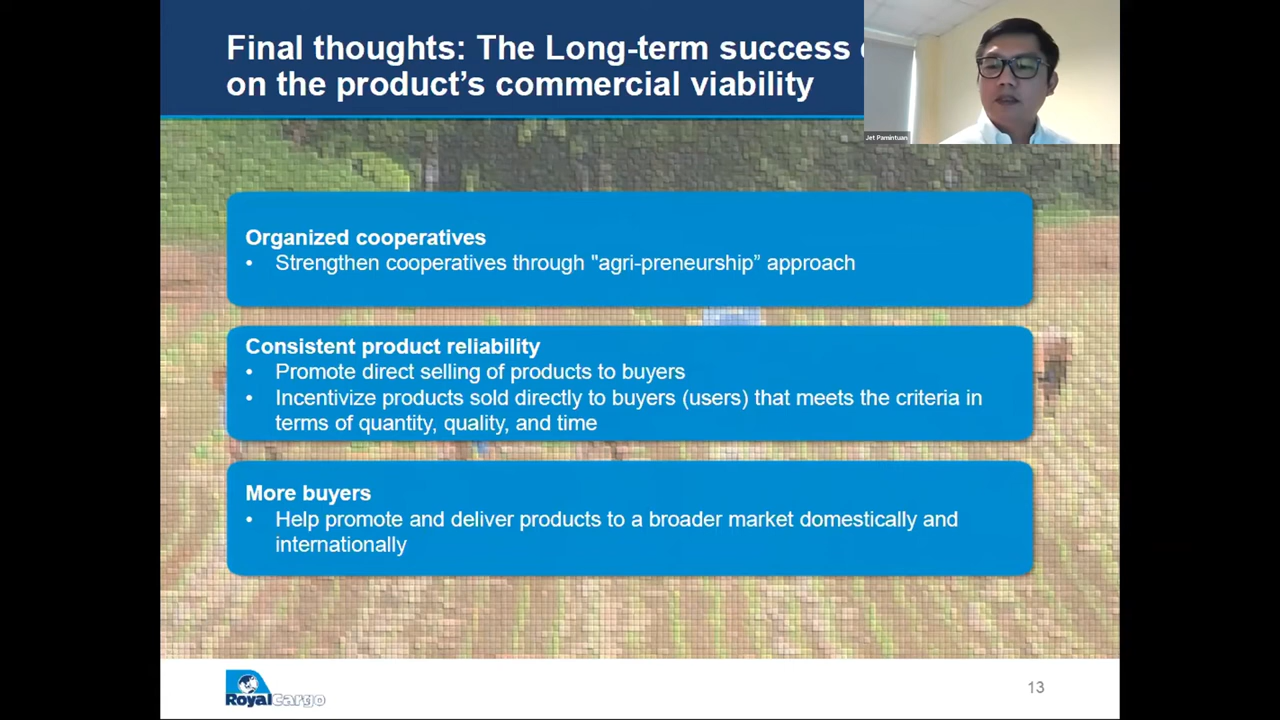 Final thoughts: The Long-term success
on the product's commercial viability
Jet Pamintuan
Organized cooperatives
• Strengthen cooperatives through "agri-preneurship” approach
Consistent product reliability
• Promote direct selling of products to buyers
• Incentivize products sold directly to buyers (users) that meets the criteria in
terms of quantity, quality, and time
More buyers
• Help promote and deliver products to a broader market domestically and
internationally
RoyalCargo
13